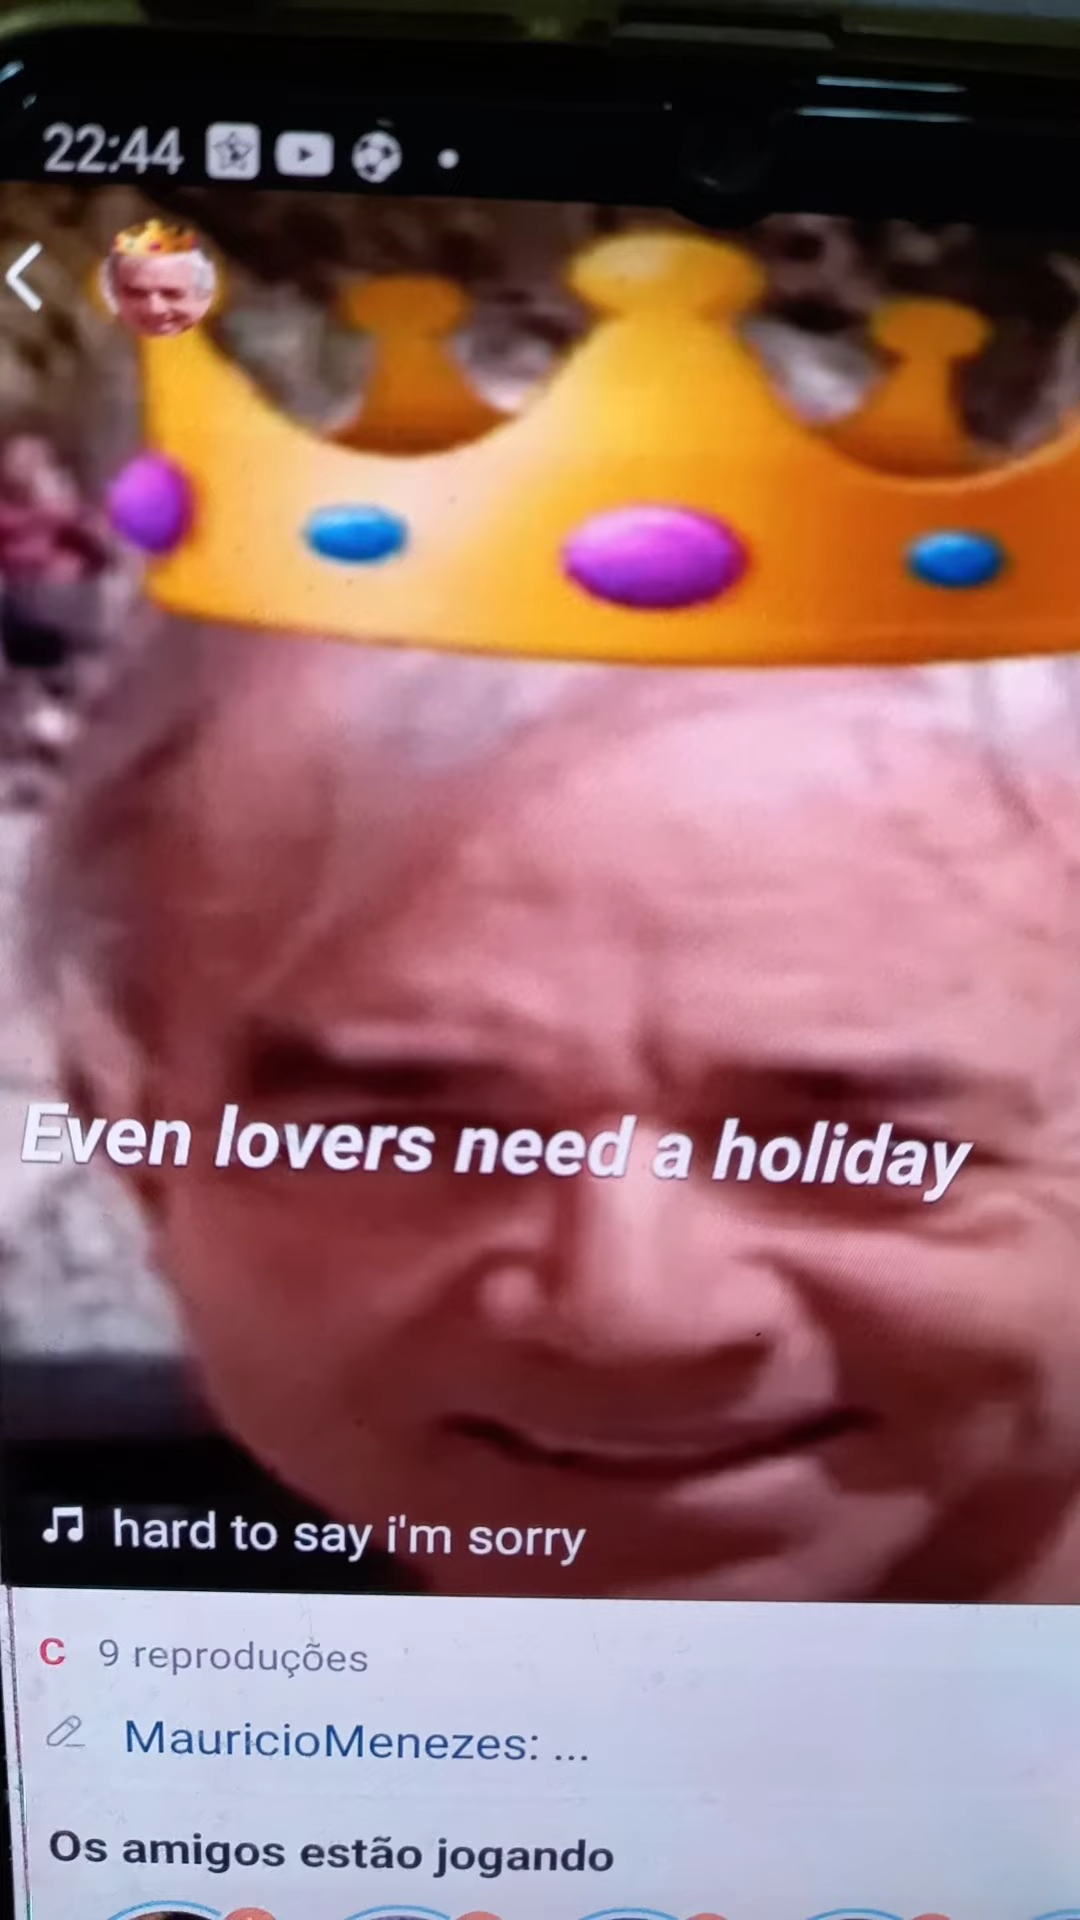 22:44
Even lovers need a holiday
hard to say i'm sorry
C 9 reproduções
MauricioMenezes: ...
Os amigos estão jogando